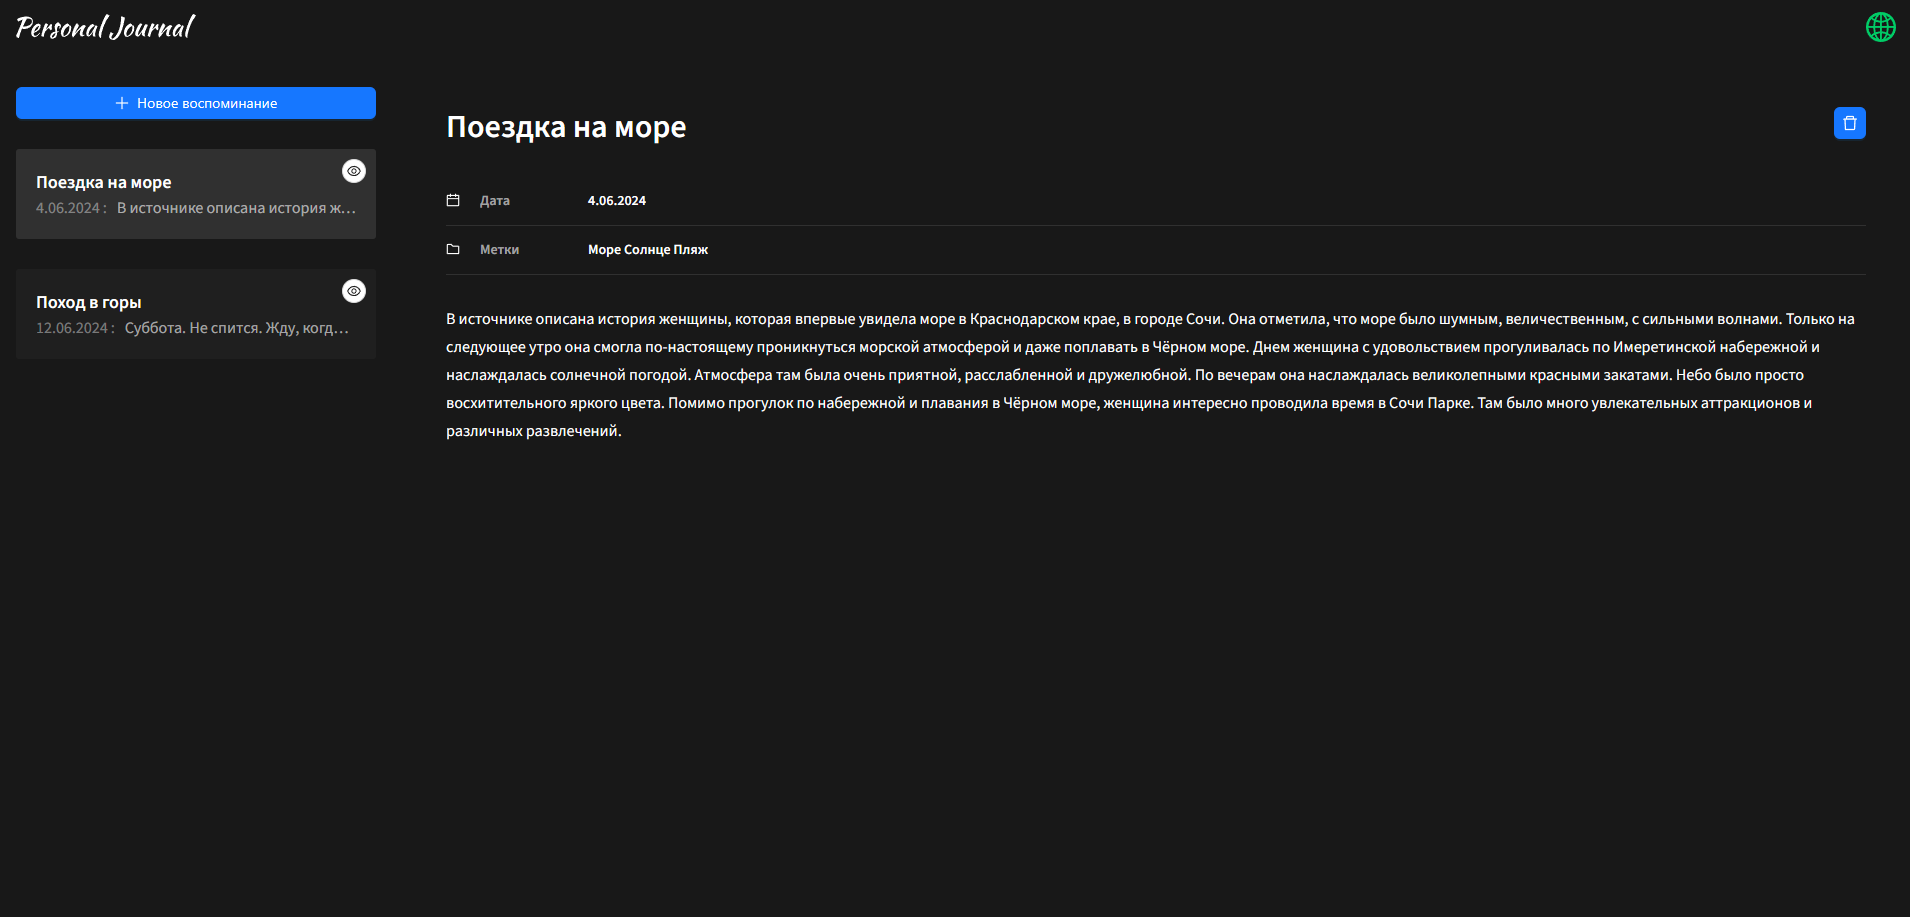 Personal Journal
Новое воспоминание
Поездка на море
4.06.2024 : В источнике описана история ж...
Поход в горы
12.06.2024 : Суббота. Не спится. Жду, когд...
Поездка на море
Дата 4.06.2024
Метки Море Солнце Пляж
В источнике описана история женщины, которая впервые увидела море в Краснодарском крае, в городе Сочи. Она отметила, что море было шумным, величественным, с сильными волнами. Только на
следующее утро она смогла по-настоящему проникнуться морской атмосферой и даже поплавать в Чёрном море. Днем женщина с удовольствием прогуливалась по Имеретинской набережной и
наслаждалась солнечной погодой. Атмосфера там была очень приятной, расслабленной и дружелюбной. По вечерам она наслаждалась великолепными красными закатами. Небо было просто
восхитительного яркого цвета. Помимо прогулок по набережной и плавания в Чёрном море, женщина интересно проводила время в Сочи Парке. Там было много увлекательных аттракционов и
различных развлечений.